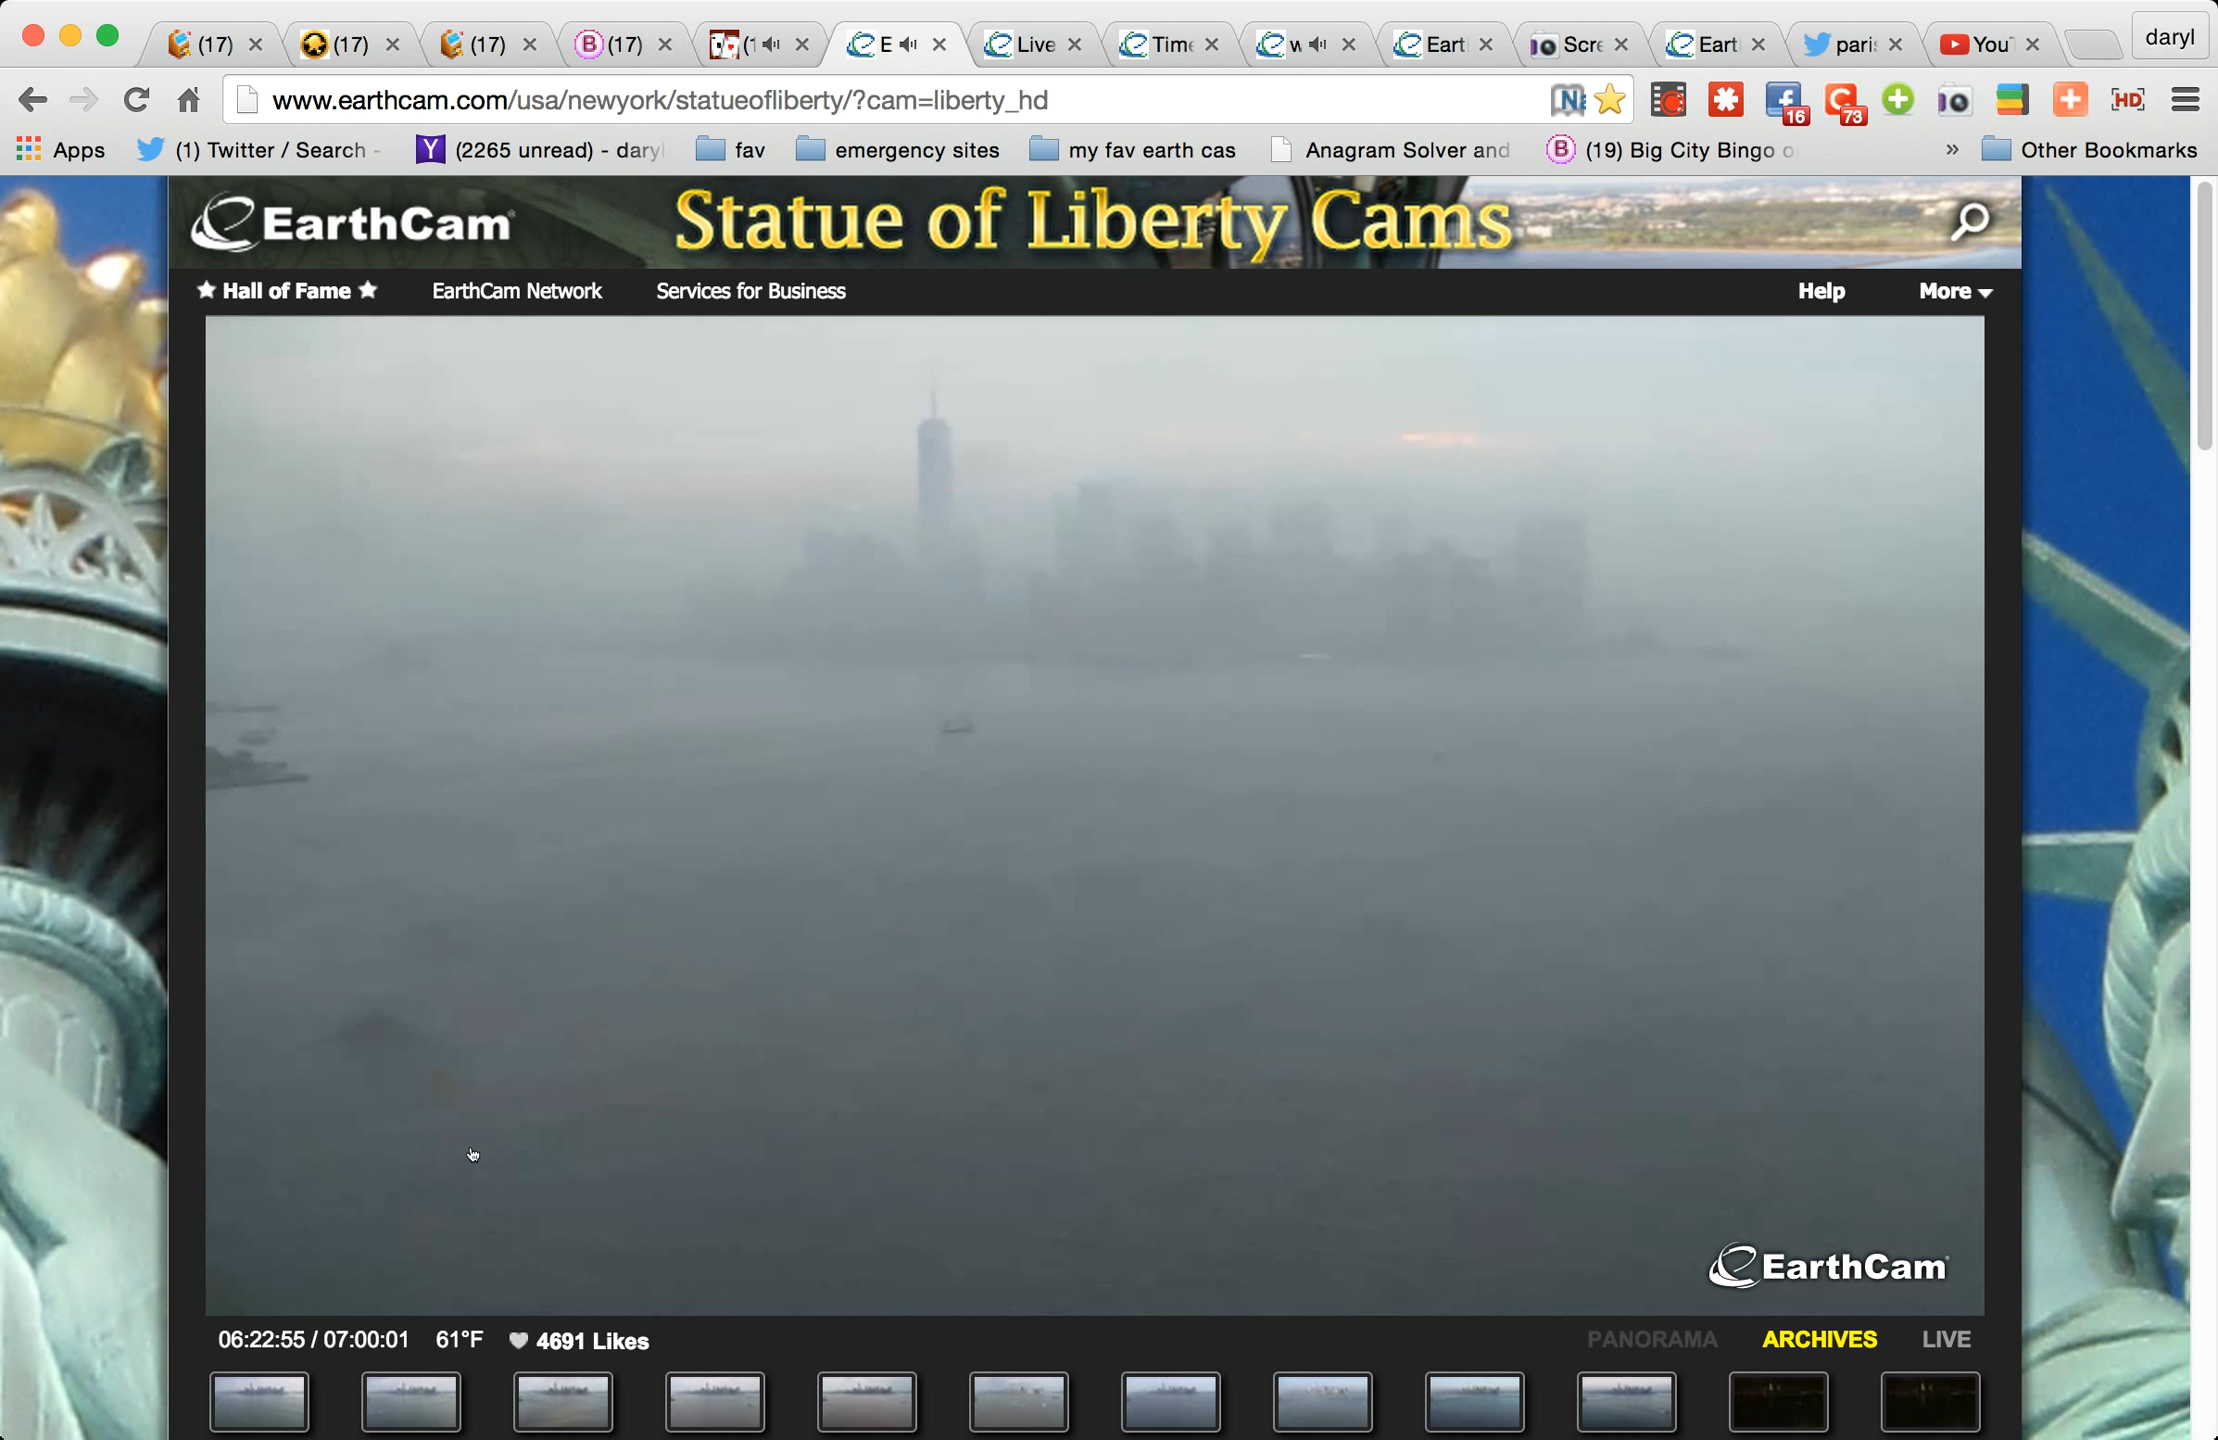 (17) (17) (17) (17) (1 E Live Time w Eart Scre Eart paris You daryl
www.earthcam.com/usa/newyork/statueofliberty/?cam=liberty_hd N 16 C 73 HD
Apps (1) Twitter / Search - Y (2265 unread) - daryl fav emergency sites my fav earth cas Anagram Solver and B (19) Big City Bingo o » Other Bookmarks
EarthCam Statue of Liberty Cams
Hall of Fame EarthCam Network Services for Business Help More
EarthCam
06:22:55 / 07:00:01 61°F 4691 Likes PANORAMA ARCHIVES LIVE